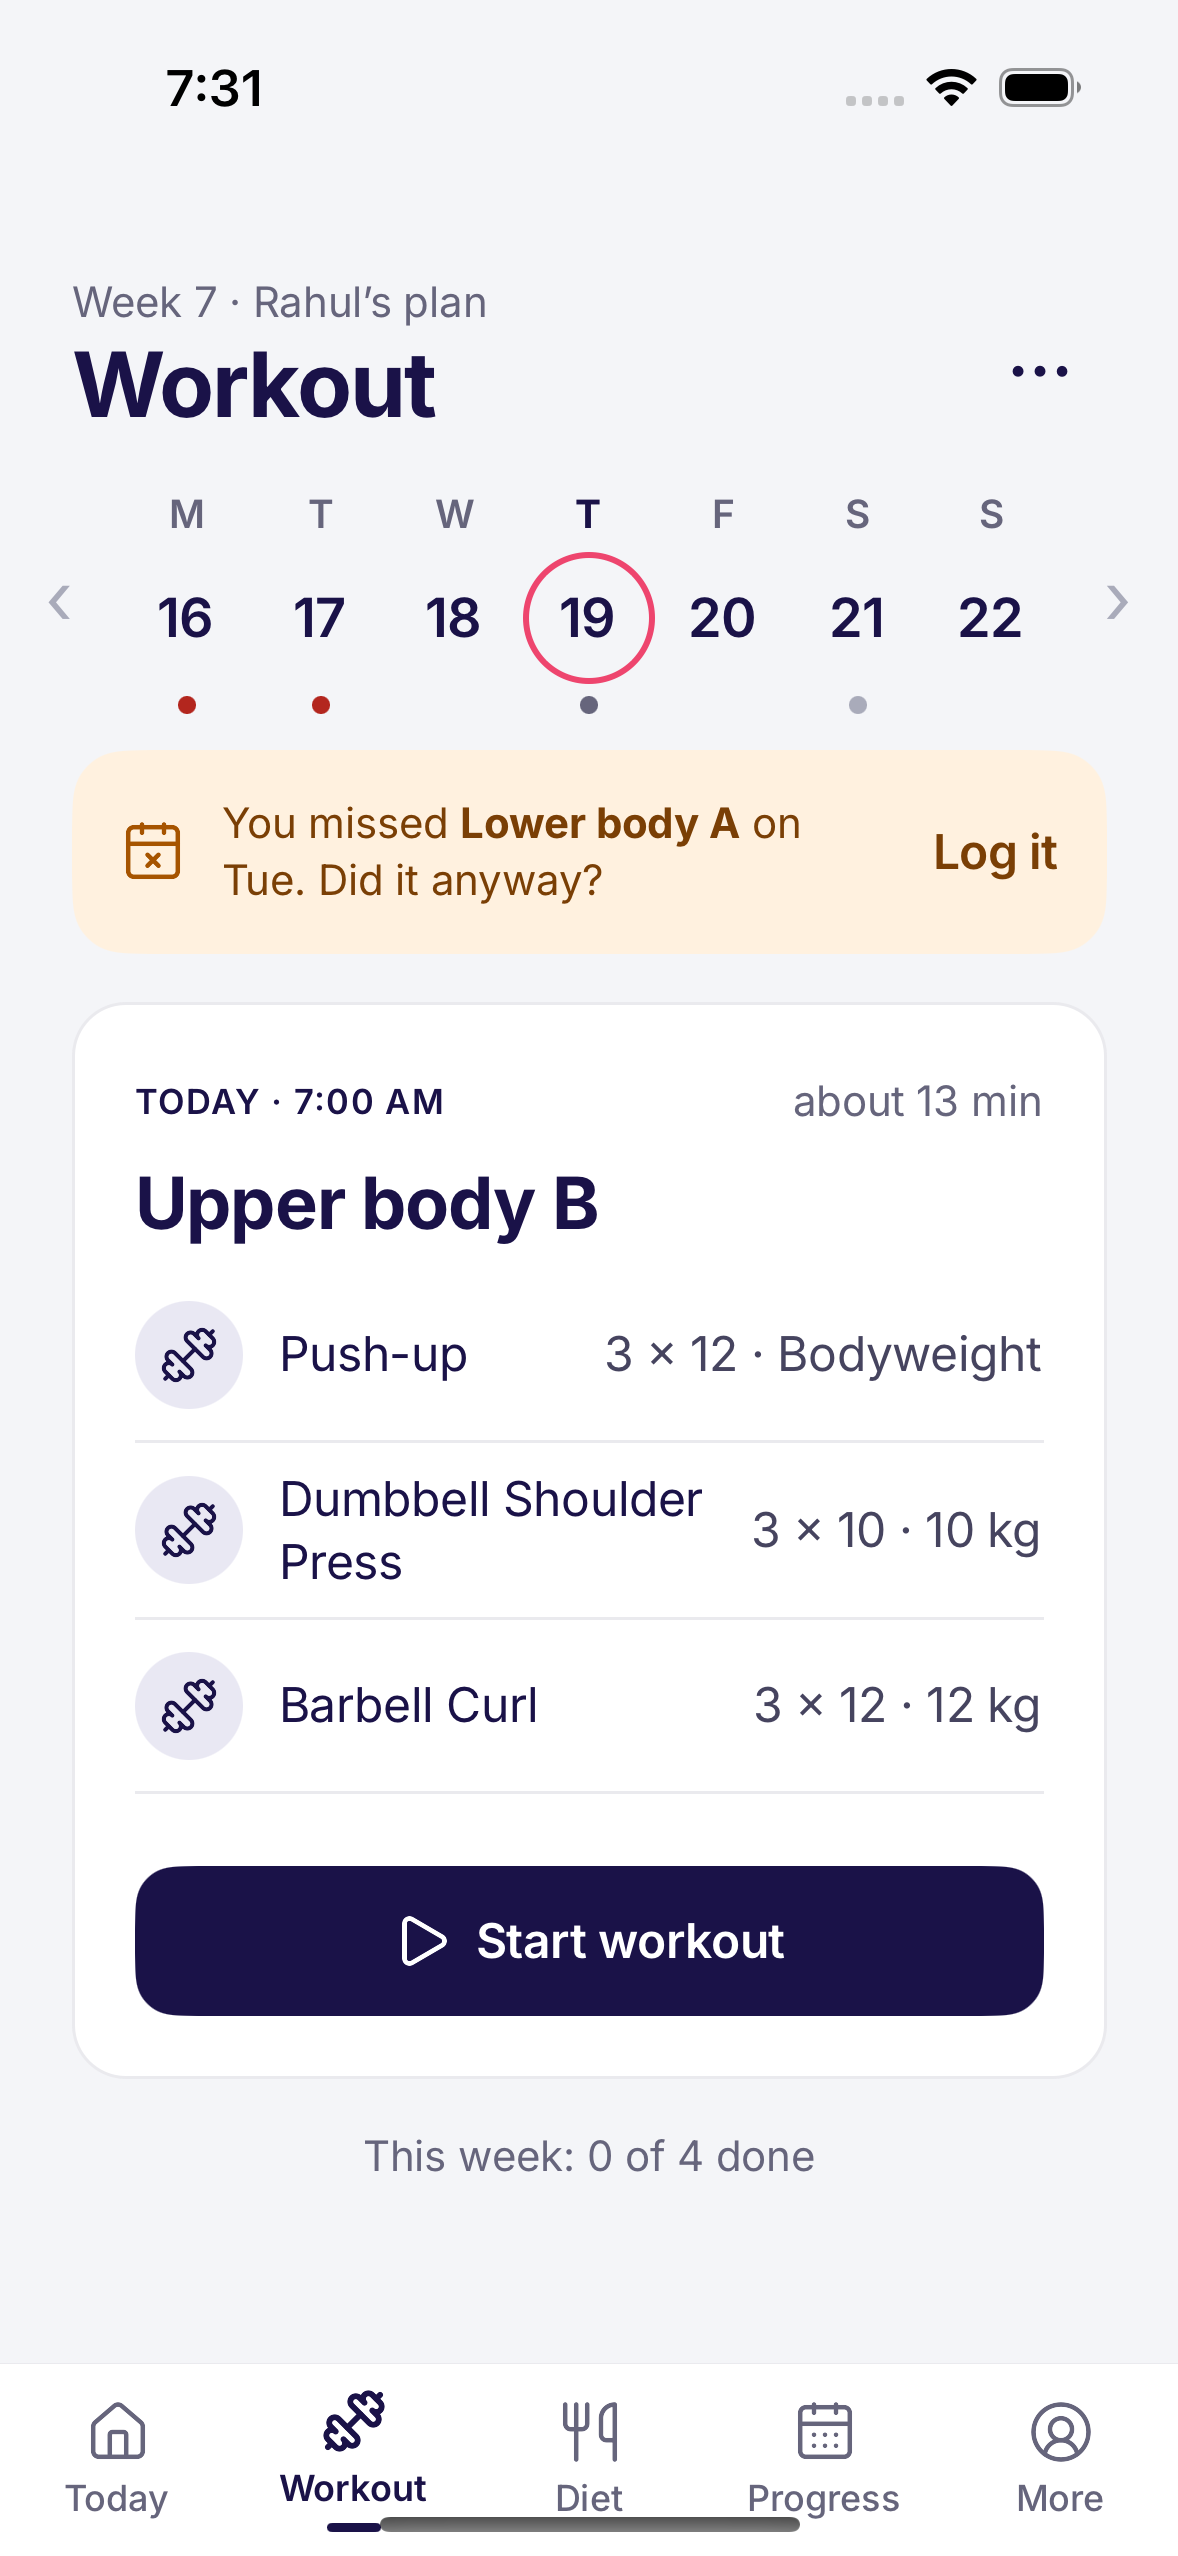 7:31
Week 7 · Rahul’s plan
Workout
M T W T F S S
16 17 18 19 20 21 22
You missed Lower body A on
Tue. Did it anyway?
Log it
TODAY · 7:00 AM
about 13 min
Upper body B
Push-up
3 × 12 · Bodyweight
Dumbbell Shoulder
Press
3 × 10 · 10 kg
Barbell Curl
3 × 12 · 12 kg
Start workout
This week: 0 of 4 done
Today Workout Diet Progress More